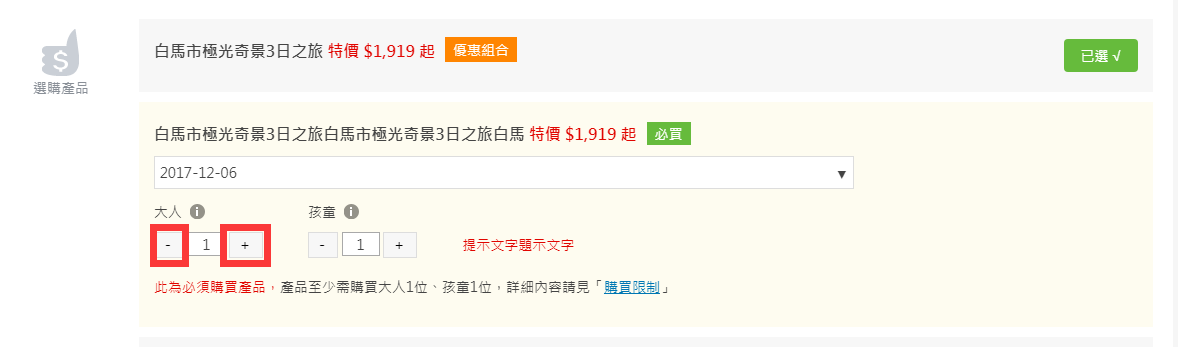 白馬市極光奇景3日之旅 特價 $1,919 起 優惠組合
已選 √
選購產品
白馬市極光奇景3日之旅白馬市極光奇景3日之旅白馬 特價 $1,919 起 必買
2017-12-06 ▼
大人 i 孩童 i
- 1 + - 1 + 提示文字題示文字
此為必須購買產品，產品至少需購買大人1位、孩童1位，詳細內容請見「購買限制」